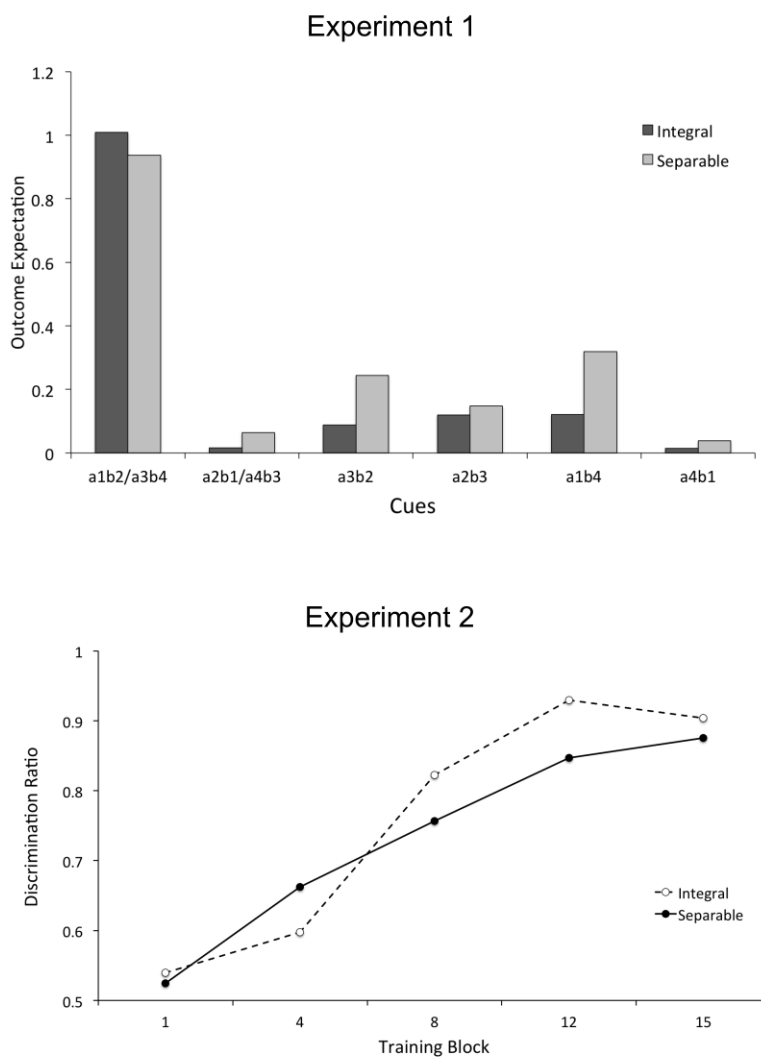 Experiment 1
1.2
1
0.8
0.6
0.4
0.2
0
Outcome Expectation
Integral
Separable
a1b2/a3b4 a2b1/a4b3 a3b2 a2b3 a1b4 a4b1
Cues
Experiment 2
1
0.9
0.8
0.7
0.6
0.5
Discrimination Ratio
Integral
Separable
1 4 8 12 15
Training Block